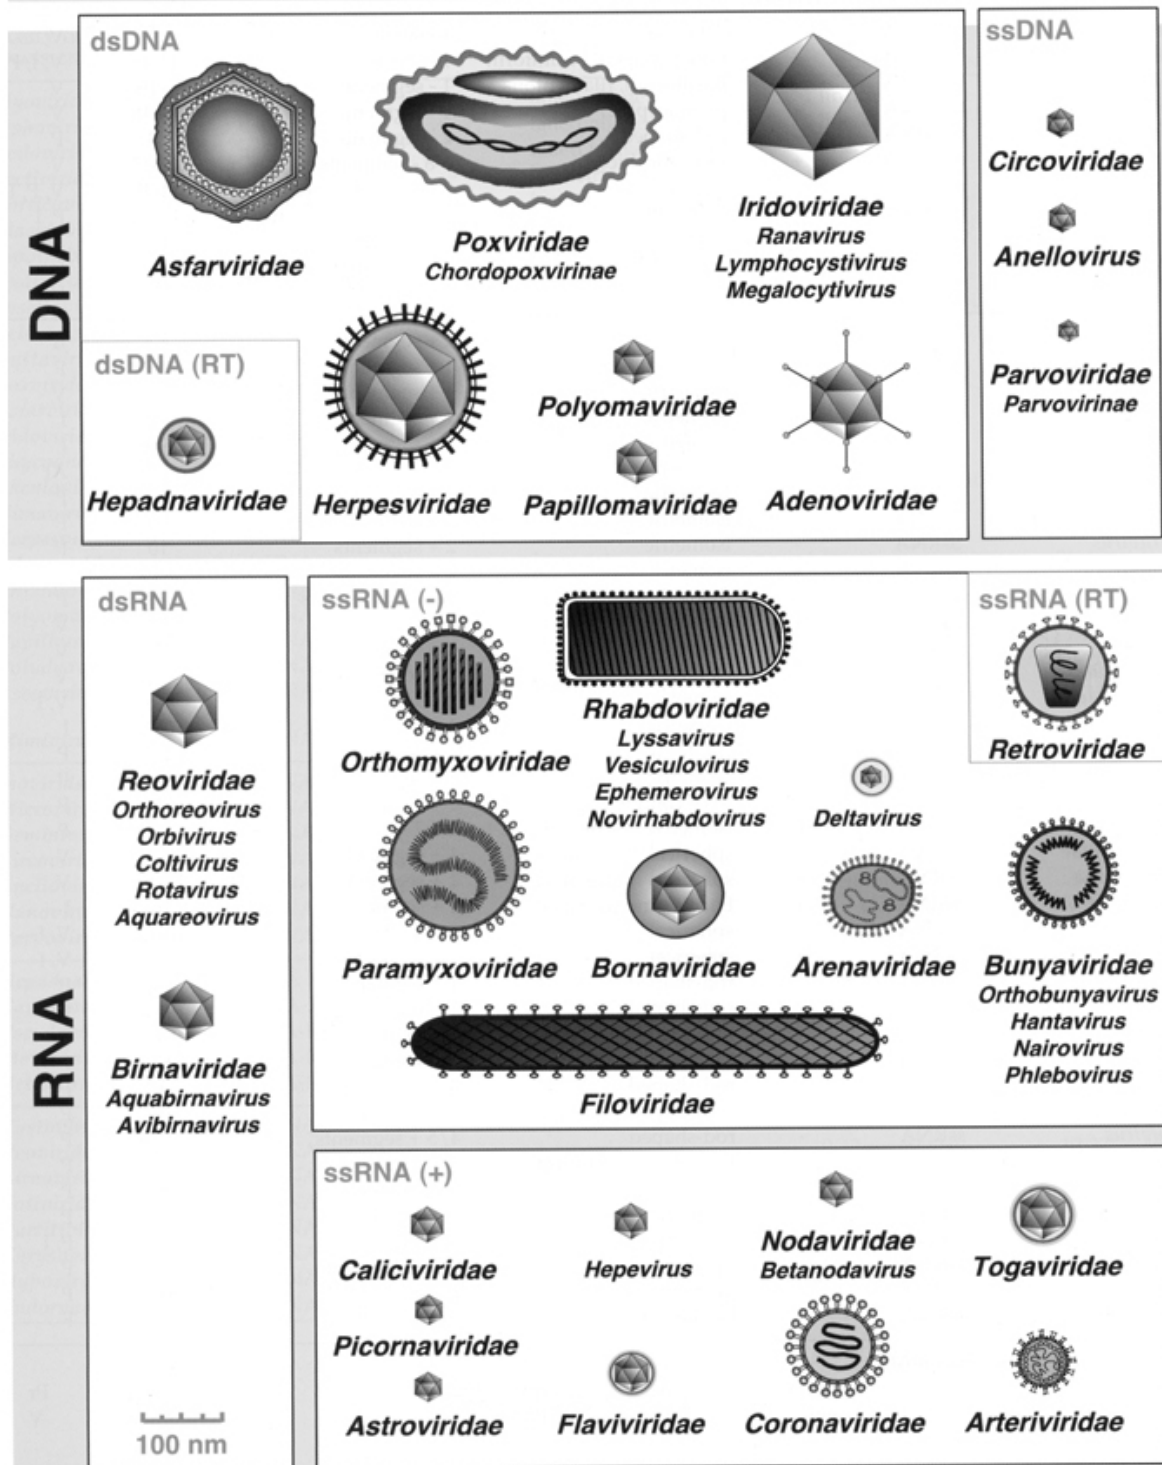 DNA
dsDNA
Asfarviridae
Poxviridae
Chordopoxvirinae
Iridoviridae
Ranavirus
Lymphocystivirus
Megalocytivirus
dsDNA (RT)
Hepadnaviridae
Herpesviridae
Polyomaviridae
Papillomaviridae
Adenoviridae
ssDNA
Circoviridae
Anellovirus
Parvoviridae
Parvovirinae
RNA
dsRNA
Reoviridae
Orthoreovirus
Orbivirus
Coltivirus
Rotavirus
Aquareovirus
Birnaviridae
Aquabirnavirus
Avibirnavirus
100 nm
ssRNA (-)
Orthomyxoviridae
Rhabdoviridae
Lyssavirus
Vesiculovirus
Ephemerovirus
Novirhabdovirus
Deltavirus
ssRNA (RT)
Retroviridae
Paramyxoviridae
Bornaviridae
8
8
Arenaviridae
Bunyaviridae
Orthobunyavirus
Hantavirus
Nairovirus
Phlebovirus
Filoviridae
ssRNA (+)
Caliciviridae
Hepevirus
Nodaviridae
Betanodavirus
Togaviridae
Picornaviridae
Astroviridae
Flaviviridae
Coronaviridae
Arteriviridae